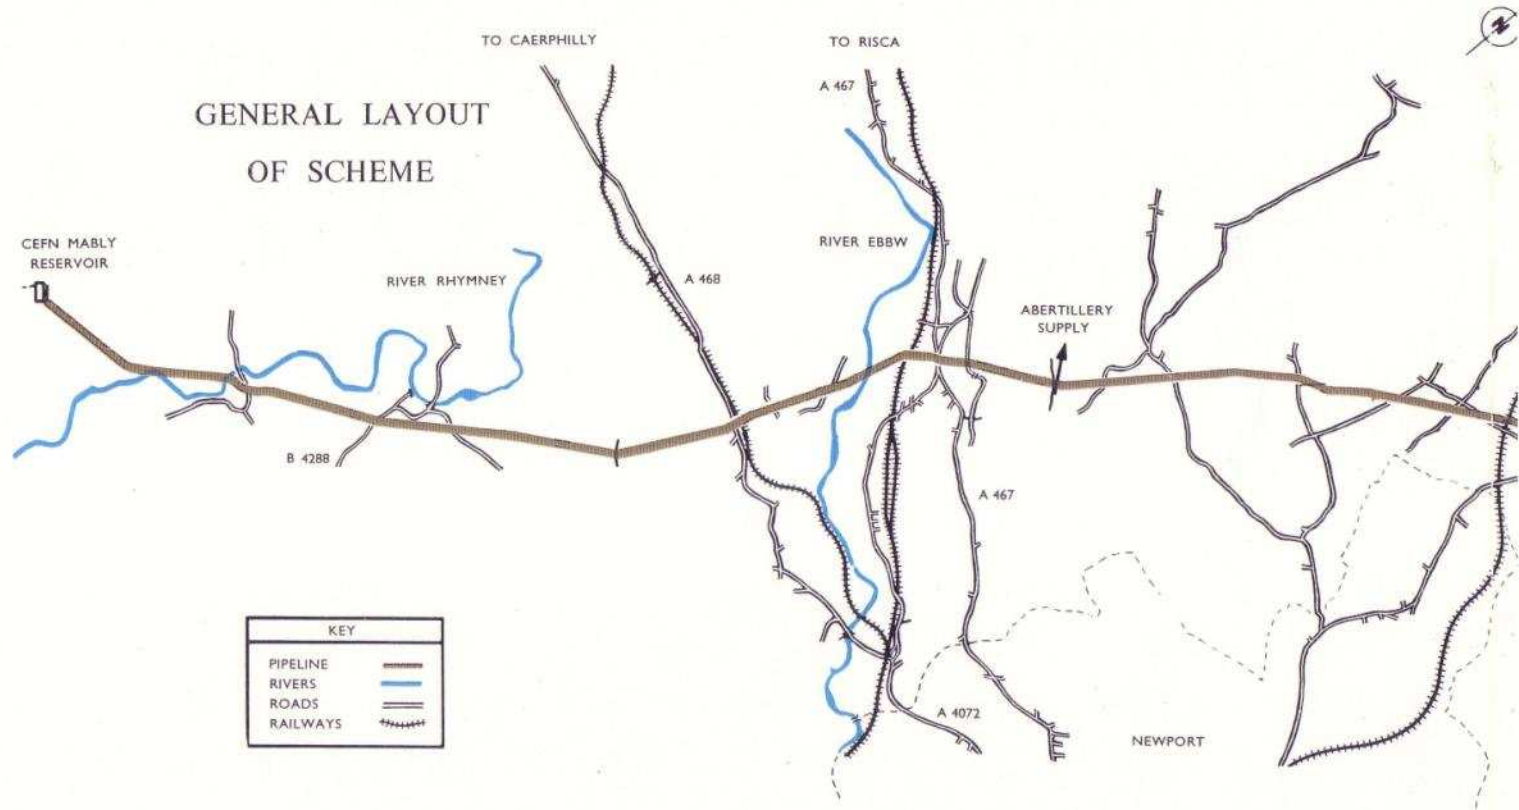 TO CAERPHILLY
TO RISCA
N
A 467
GENERAL LAYOUT
OF SCHEME
CEFN MABLY
RESERVOIR
RIVER RHYMNEY
A 468
RIVER EBBW
ABERTILLERY
SUPPLY
B 4288
A 467
KEY
PIPELINE
RIVERS
ROADS
RAILWAYS
A 4072
NEWPORT